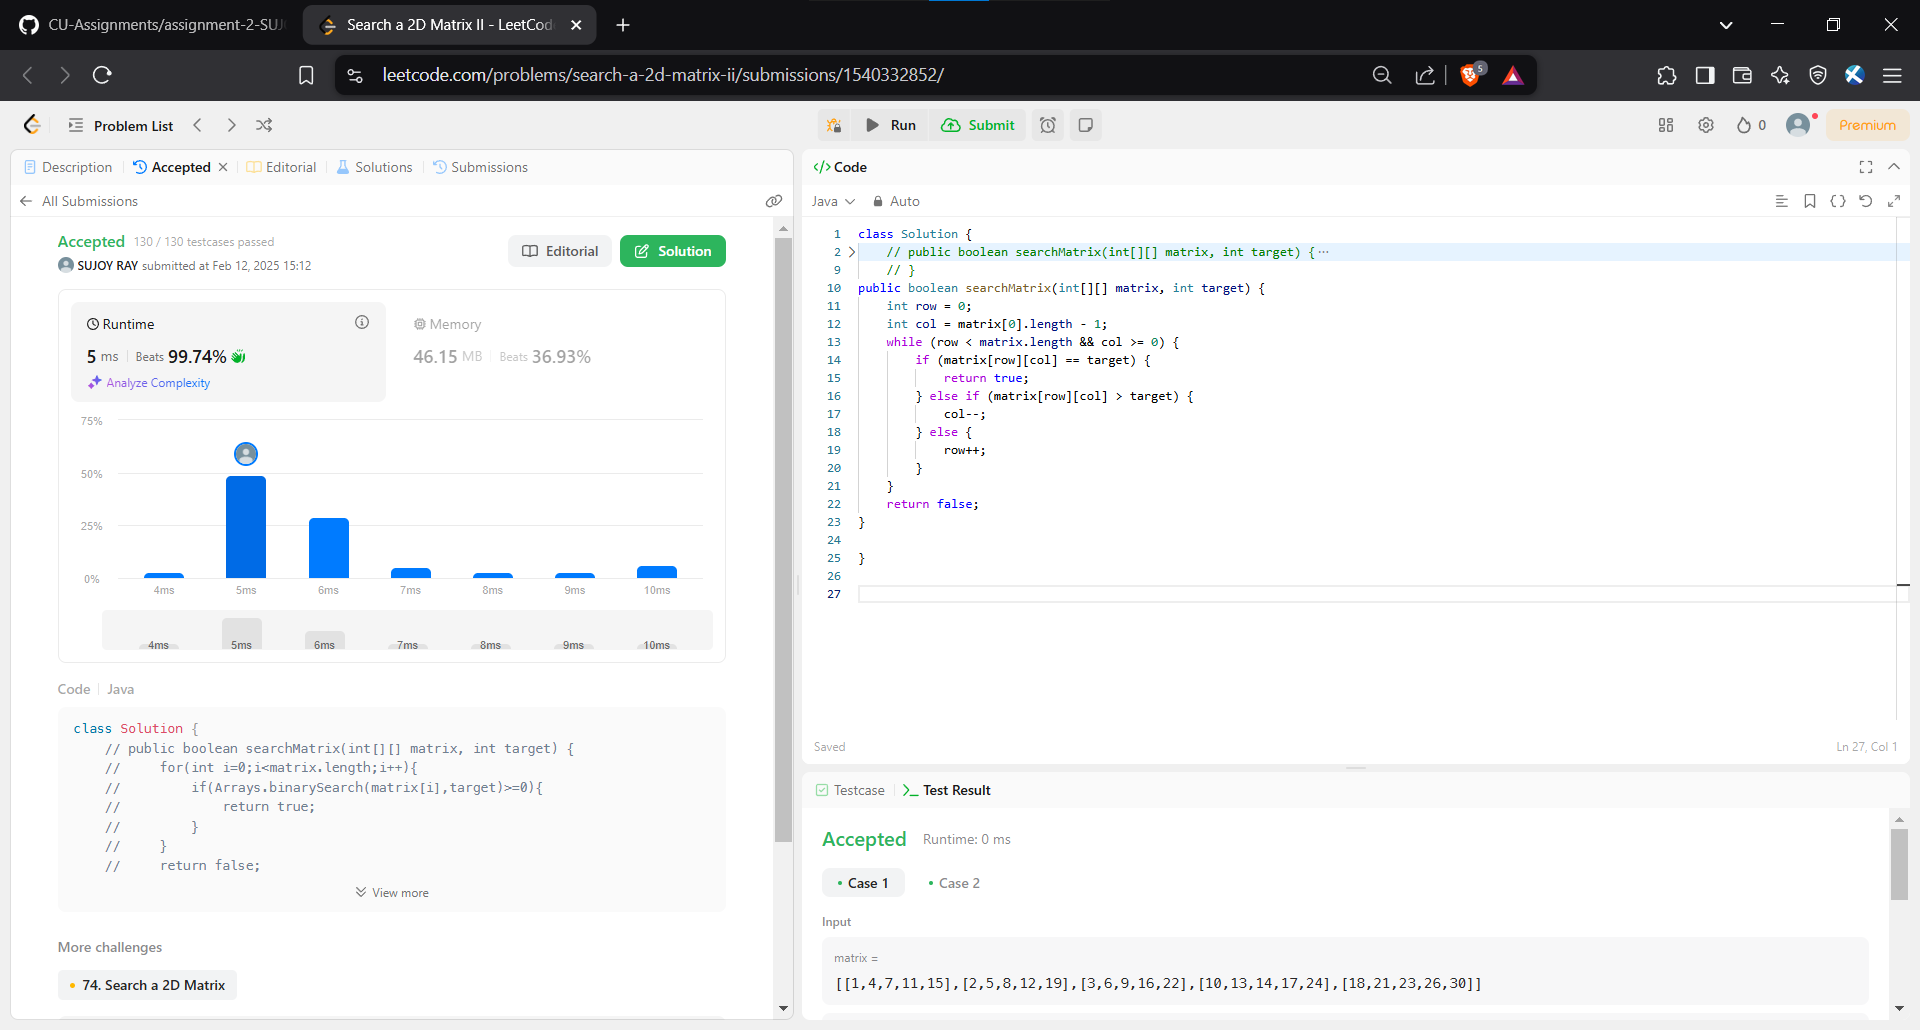 CU-Assignments/assignment-2-SUJ
Search a 2D Matrix II - LeetCod
leetcode.com/problems/search-a-2d-matrix-ii/submissions/1540332852/
5
Problem List
Run
Submit
0
Premium
Description
Accepted
Editorial
Solutions
Submissions
All Submissions
Accepted 130 / 130 testcases passed
SUJOY RAY submitted at Feb 12, 2025 15:12
Editorial
Solution
Runtime
5 ms | Beats 99.74%
Analyze Complexity
Memory
46.15 MB | Beats 36.93%
75%
50%
25%
0%
4ms 5ms 6ms 7ms 8ms 9ms 10ms
4ms 5ms 6ms 7ms 8ms 9ms 10ms
Code | Java
class Solution {
// public boolean searchMatrix(int[][] matrix, int target) {
//     for(int i=0;i<matrix.length;i++){
//         if(Arrays.binarySearch(matrix[i],target)>=0){
//             return true;
//         }
//     }
//     return false;
View more
More challenges
74. Search a 2D Matrix
</> Code
Java
Auto
1 class Solution {
2 // public boolean searchMatrix(int[][] matrix, int target) { ···
9 // }
10 public boolean searchMatrix(int[][] matrix, int target) {
11 int row = 0;
12 int col = matrix[0].length - 1;
13 while (row < matrix.length && col >= 0) {
14 if (matrix[row][col] == target) {
15 return true;
16 } else if (matrix[row][col] > target) {
17 col--;
18 } else {
19 row++;
20 }
21 }
22 return false;
23 }
24
25 }
26
27
Saved
Ln 27, Col 1
Testcase
Test Result
Accepted Runtime: 0 ms
Case 1
Case 2
Input
matrix =
[[1,4,7,11,15],[2,5,8,12,19],[3,6,9,16,22],[10,13,14,17,24],[18,21,23,26,30]]